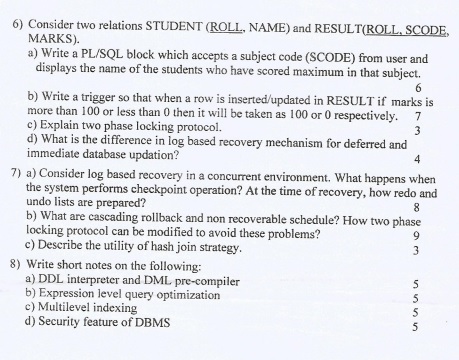 6) Consider two relations STUDENT (ROLL, NAME) and RESULT(ROLL, SCODE,
MARKS).
a) Write a PL/SQL block which accepts a subject code (SCODE) from user and
displays the name of the students who have scored maximum in that subject.
6
b) Write a trigger so that when a row is inserted/updated in RESULT if marks is
more than 100 or less than 0 then it will be taken as 100 or 0 respectively. 7
c) Explain two phase locking protocol. 3
d) What is the difference in log based recovery mechanism for deferred and
immediate database updation? 4
7) a) Consider log based recovery in a concurrent environment. What happens when
the system performs checkpoint operation? At the time of recovery, how redo and
undo lists are prepared? 8
b) What are cascading rollback and non recoverable schedule? How two phase
locking protocol can be modified to avoid these problems? 9
c) Describe the utility of hash join strategy. 3
8) Write short notes on the following:
a) DDL interpreter and DML pre-compiler 5
b) Expression level query optimization 5
c) Multilevel indexing 5
d) Security feature of DBMS 5